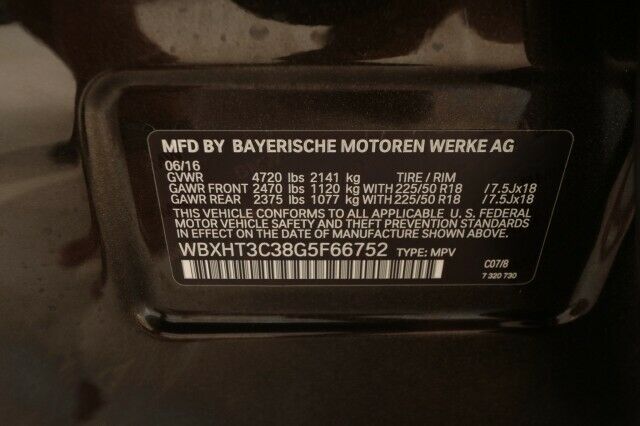 MFD BY BAYERISCHE MOTOREN WERKE AG
06/16
GVWR 4720 lbs 2141 kg TIRE / RIM
GAWR FRONT 2470 lbs 1120 kg WITH 225/50 R18 /7.5Jx18
GAWR REAR 2375 lbs 1077 kg WITH 225/50 R18 /7.5Jx18
THIS VEHICLE CONFORMS TO ALL APPLICABLE U. S. FEDERAL
MOTOR VEHICLE SAFETY AND THEFT PREVENTION STANDARDS
IN EFFECT ON THE DATE OF MANUFACTURE SHOWN ABOVE.
WBXHT3C38G5F66752 TYPE: MPV
C07/B
7 320 730